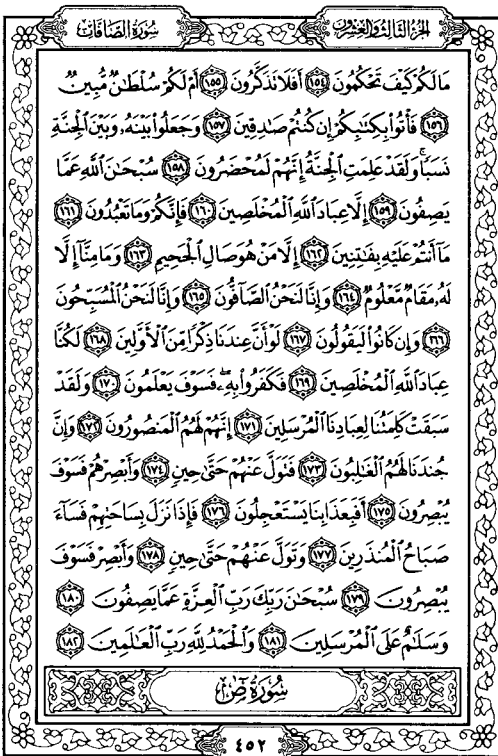 الجزء الثالث والعشرون
سورة الصافات
مَا لَكُمْ كَيْفَ تَحْكُمُونَ ١٥٤ أَفَلَا تَذَكَّرُونَ ١٥٥ أَمْ لَكُمْ سُلْطَانٌ مُّبِينٌ
١٥٦ فَأْتُوا بِكِتَابِكُمْ إِن كُنتُمْ صَادِقِينَ ١٥٧ وَجَعَلُوا بَيْنَهُ وَبَيْنَ الْجِنَّةِ
نَسَبًا وَلَقَدْ عَلِمَتِ الْجِنَّةُ إِنَّهُمْ لَمُحْضَرُونَ ١٥٨ سُبْحَانَ اللَّهِ عَمَّا
يَصِفُونَ ١٥٩ إِلَّا عِبَادَ اللَّهِ الْمُخْلَصِينَ ١٦٠ فَإِنَّكُمْ وَمَا تَعْبُدُونَ ١٦١
مَا أَنتُمْ عَلَيْهِ بِفَاتِنِينَ ١٦٢ إِلَّا مَنْ هُوَ صَالِ الْجَحِيمِ ١٦٣ وَمَا مِنَّا إِلَّا
لَهُ مَقَامٌ مَّعْلُومٌ ١٦٤ وَإِنَّا لَنَحْنُ الصَّافُّونَ ١٦٥ وَإِنَّا لَنَحْنُ الْمُسَبِّحُونَ
١٦٦ وَإِن كَانُوا لَيَقُولُونَ ١٦٧ لَوْ أَنَّ عِندَنَا ذِكْرًا مِّنَ الْأَوَّلِينَ ١٦٨ لَكُنَّا
عِبَادَ اللَّهِ الْمُخْلَصِينَ ١٦٩ فَكَفَرُوا بِهِ فَسَوْفَ يَعْلَمُونَ ١٧٠ وَلَقَدْ
سَبَقَتْ كَلِمَتُنَا لِعِبَادِنَا الْمُرْسَلِينَ ١٧١ إِنَّهُمْ لَهُمُ الْمَنصُورُونَ ١٧٢ وَإِنَّ
جُندَنَا لَهُمُ الْغَالِبُونَ ١٧٣ فَتَوَلَّ عَنْهُمْ حَتَّىٰ حِينٍ ١٧٤ وَأَبْصِرْهُمْ فَسَوْفَ
يُبْصِرُونَ ١٧٥ أَفَبِعَذَابِنَا يَسْتَعْجِلُونَ ١٧٦ فَإِذَا نَزَلَ بِسَاحَتِهِمْ فَسَاءَ
صَبَاحُ الْمُنذَرِينَ ١٧٧ وَتَوَلَّ عَنْهُمْ حَتَّىٰ حِينٍ ١٧٨ وَأَبْصِرْ فَسَوْفَ
يُبْصِرُونَ ١٧٩ سُبْحَانَ رَبِّكَ رَبِّ الْعِزَّةِ عَمَّا يَصِفُونَ ١٨٠
وَسَلَامٌ عَلَى الْمُرْسَلِينَ ١٨١ وَالْحَمْدُ لِلَّهِ رَبِّ الْعَالَمِينَ ١٨٢
سورة ص
٤٥٢